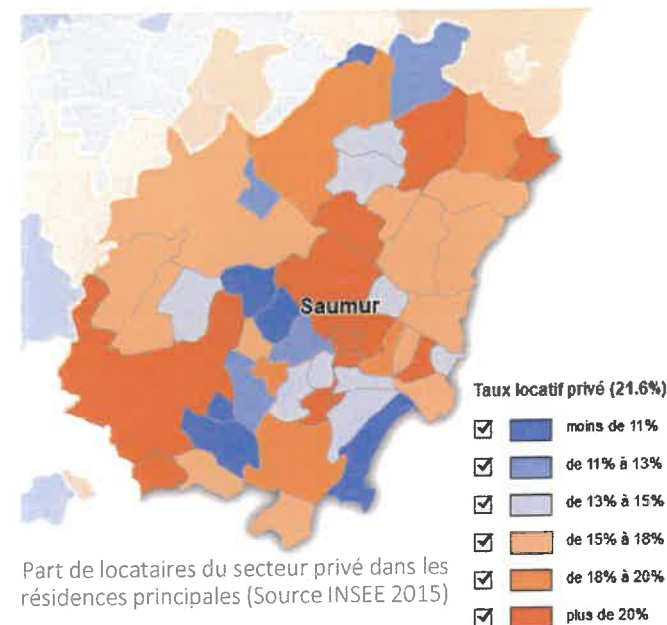 Saumur
Taux locatif privé (21.6%)
moins de 11%
de 11% à 13%
de 13% à 15%
de 15% à 18%
de 18% à 20%
plus de 20%
Part de locataires du secteur privé dans les
résidences principales (Source INSEE 2015)